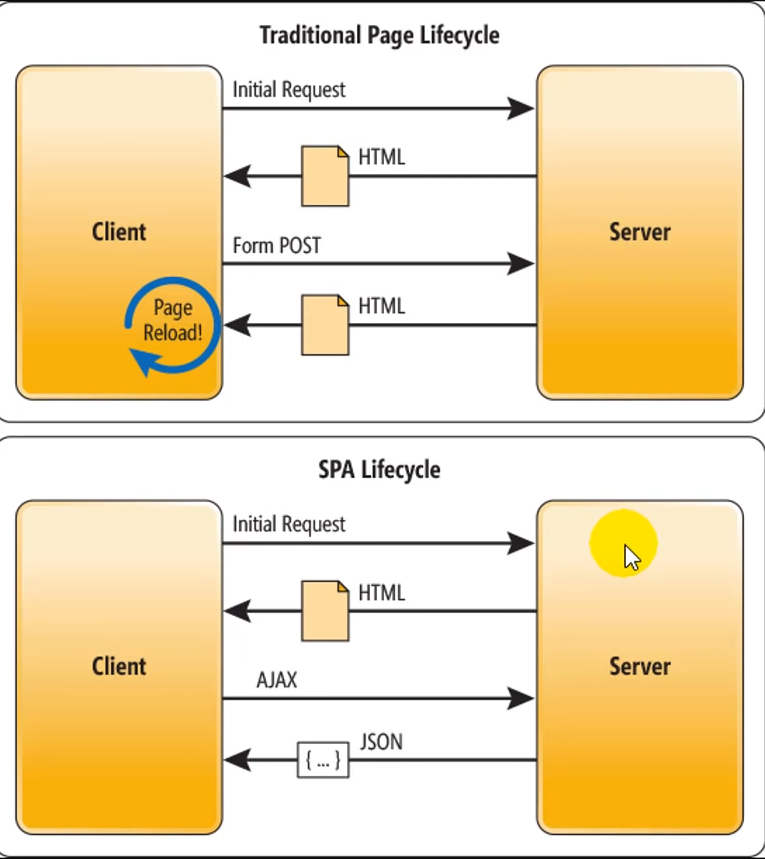 Traditional Page Lifecycle
Initial Request
HTML
Client
Server
Form POST
HTML
Page
Reload!
SPA Lifecycle
Initial Request
HTML
Client
Server
AJAX
JSON
{ ... }